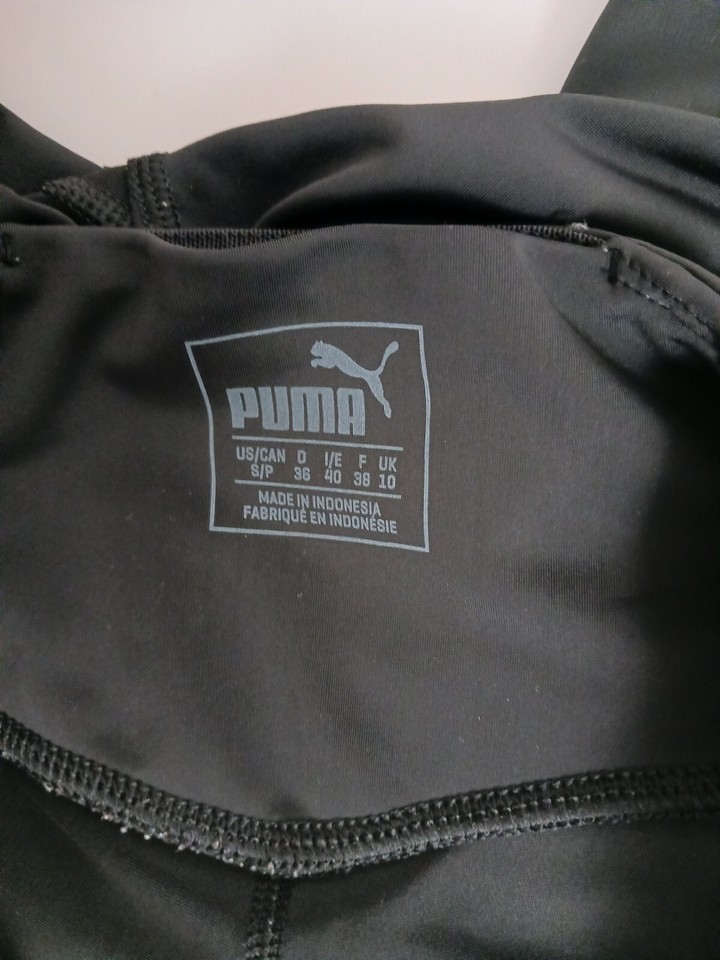 PUMA
US/CAN D I/E F UK
S/P 36 40 38 10
MADE IN INDONESIA
FABRIQUÉ EN INDONÉSIE